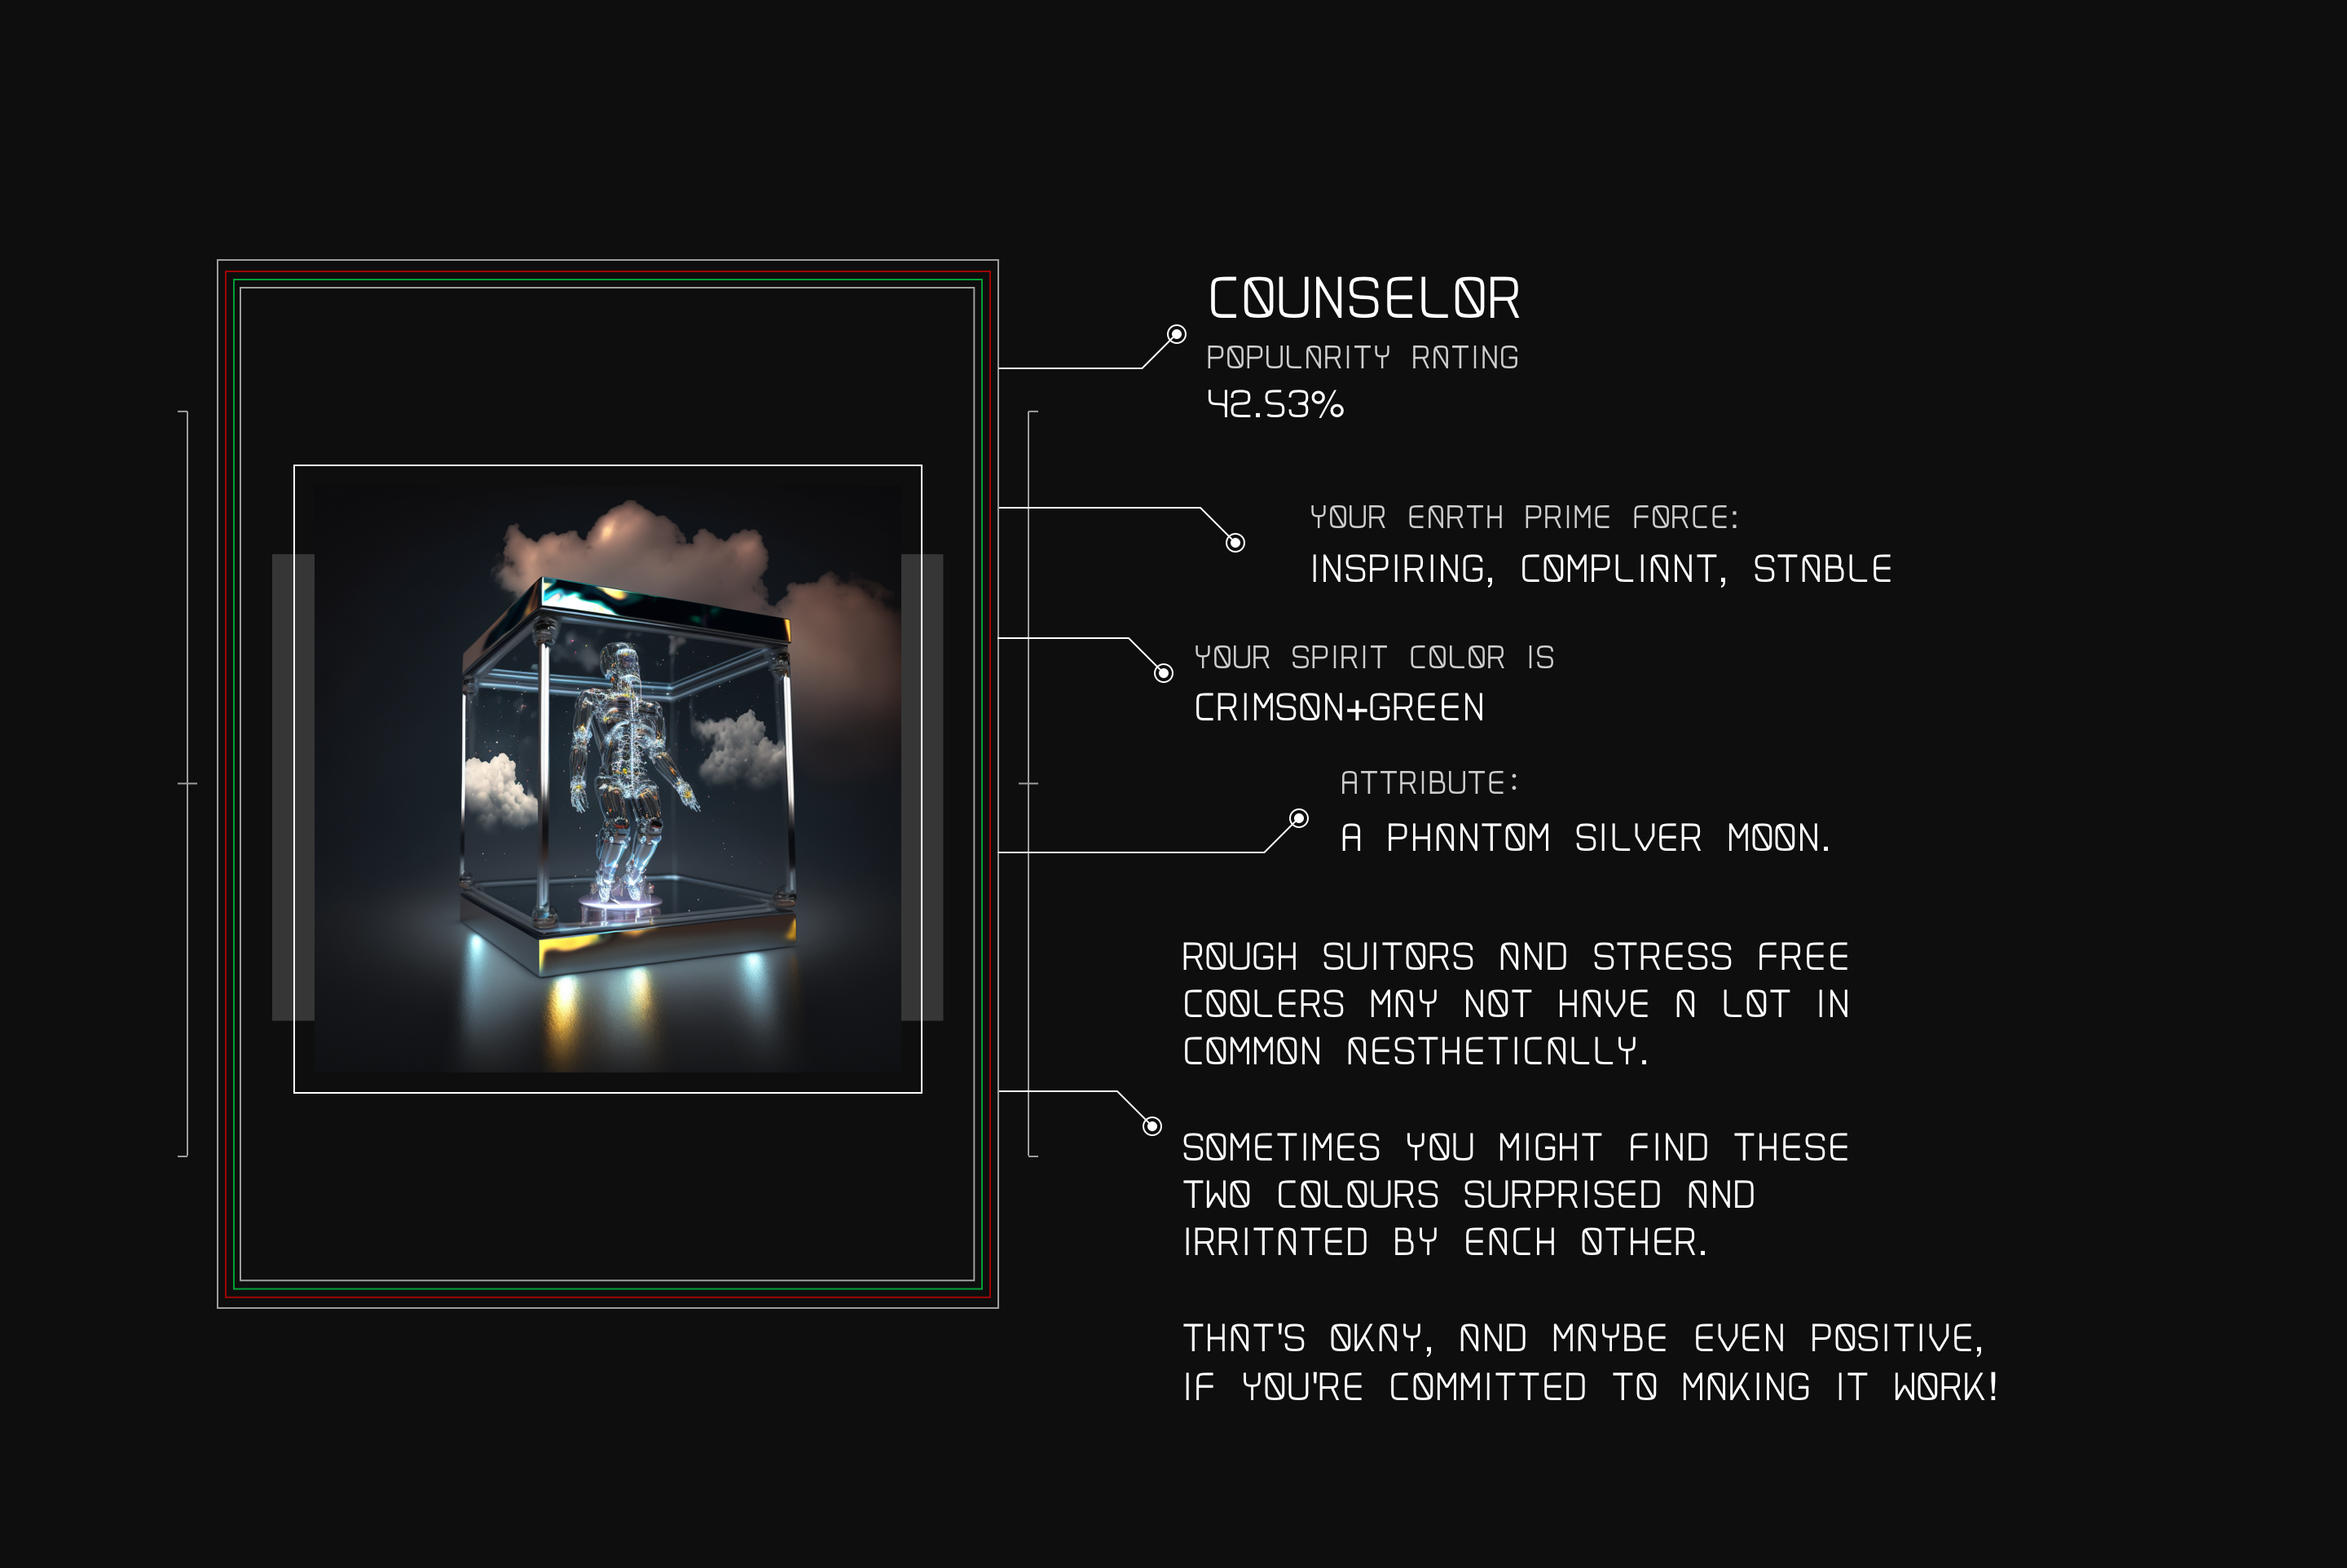 COUNSELOR
POPULARITY RATING
42.53%
YOUR EARTH PRIME FORCE:
INSPIRING, COMPLIANT, STABLE
YOUR SPIRIT COLOR IS
CRIMSON+GREEN
ATTRIBUTE:
A PHANTOM SILVER MOON.
ROUGH SUITORS AND STRESS FREE
COOLERS MAY NOT HAVE A LOT IN
COMMON AESTHETICALLY.
SOMETIMES YOU MIGHT FIND THESE
TWO COLOURS SURPRISED AND
IRRITATED BY EACH OTHER.
THAT'S OKAY, AND MAYBE EVEN POSITIVE,
IF YOU'RE COMMITTED TO MAKING IT WORK!